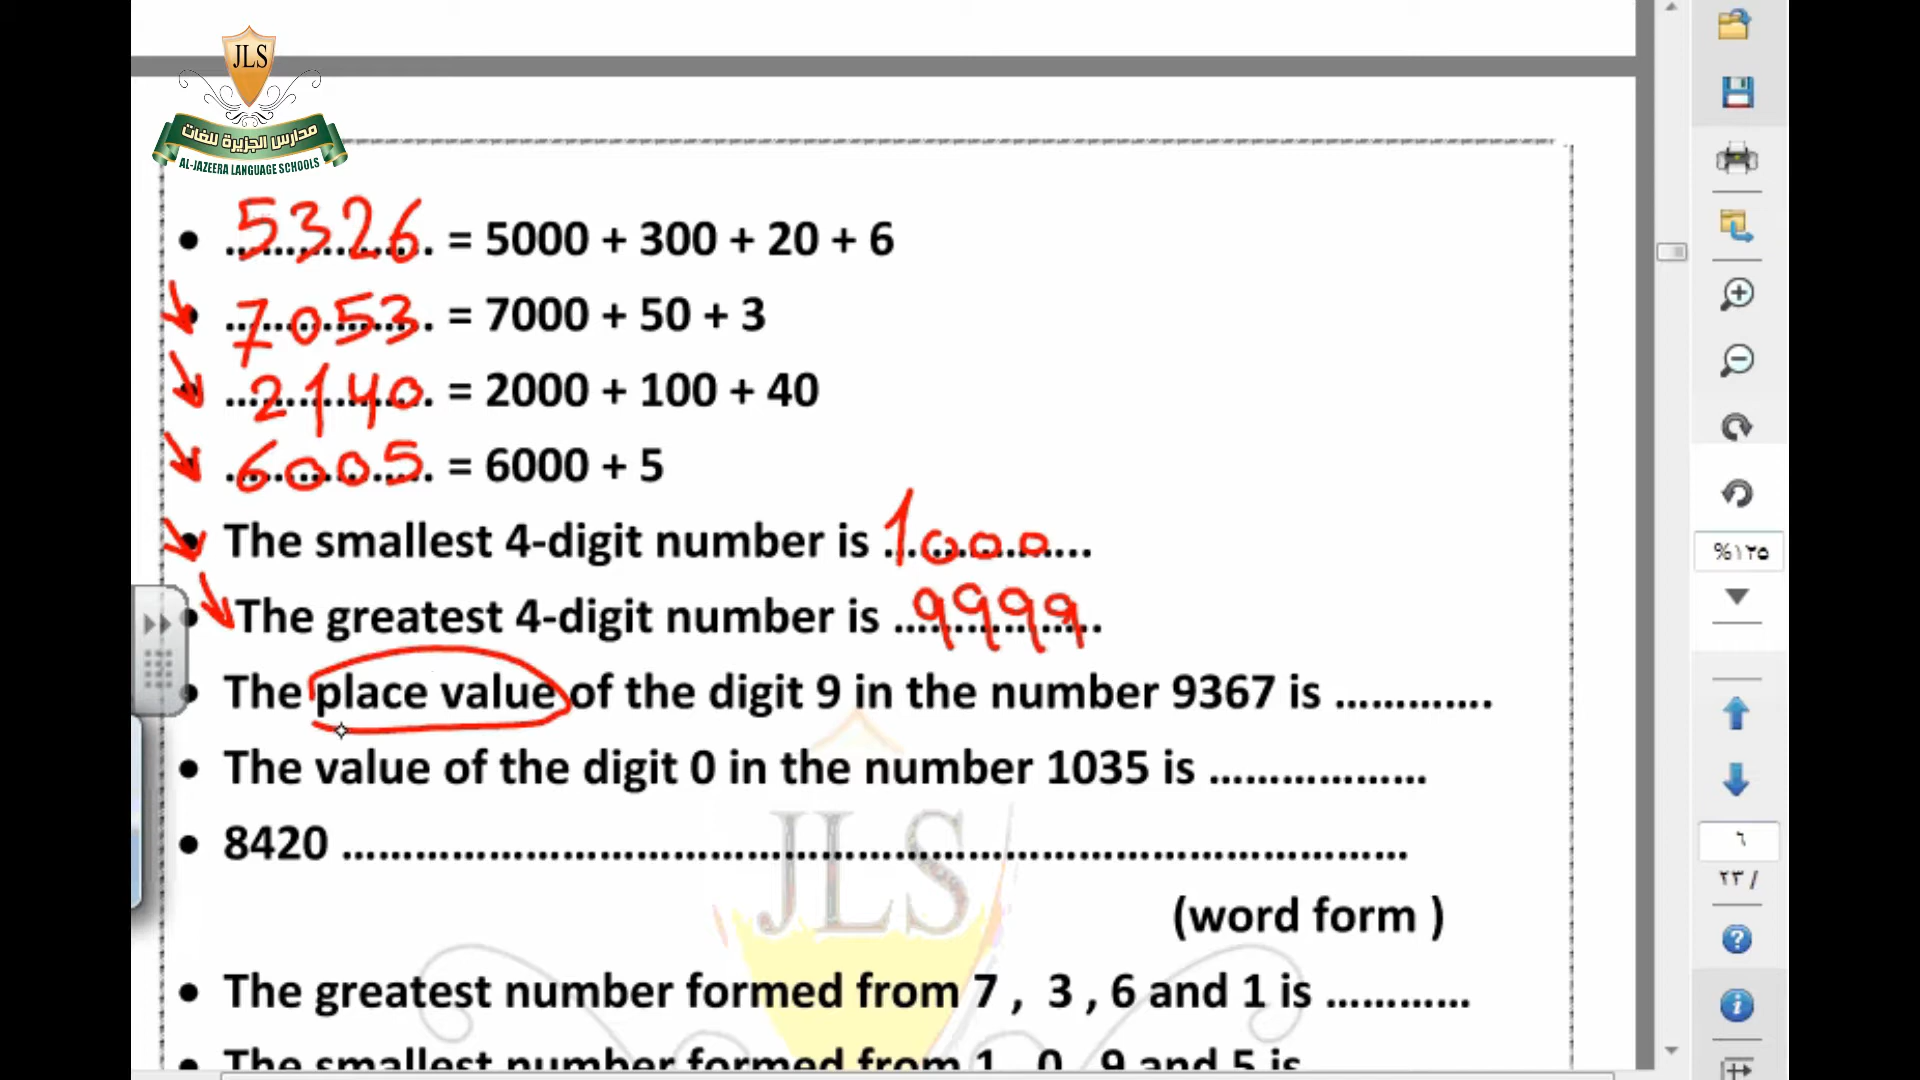 JLS
مدارس الجزيرة للغات
AL-JAZEERA LANGUAGE SCHOOLS
• 5326 = 5000 + 300 + 20 + 6
• 7053 = 7000 + 50 + 3
• 2140 = 2000 + 100 + 40
• 6005 = 6000 + 5
• The smallest 4-digit number is 1000
• The greatest 4-digit number is 9999
• The place value of the digit 9 in the number 9367 is .............
• The value of the digit 0 in the number 1035 is ..................
• 8420 ........................................................................................
(word form )
• The greatest number formed from 7 , 3 , 6 and 1 is ............
The smallest number formed from 1 0 9 and 5 is
JLS
%١٢٥
٦
٢٣ /